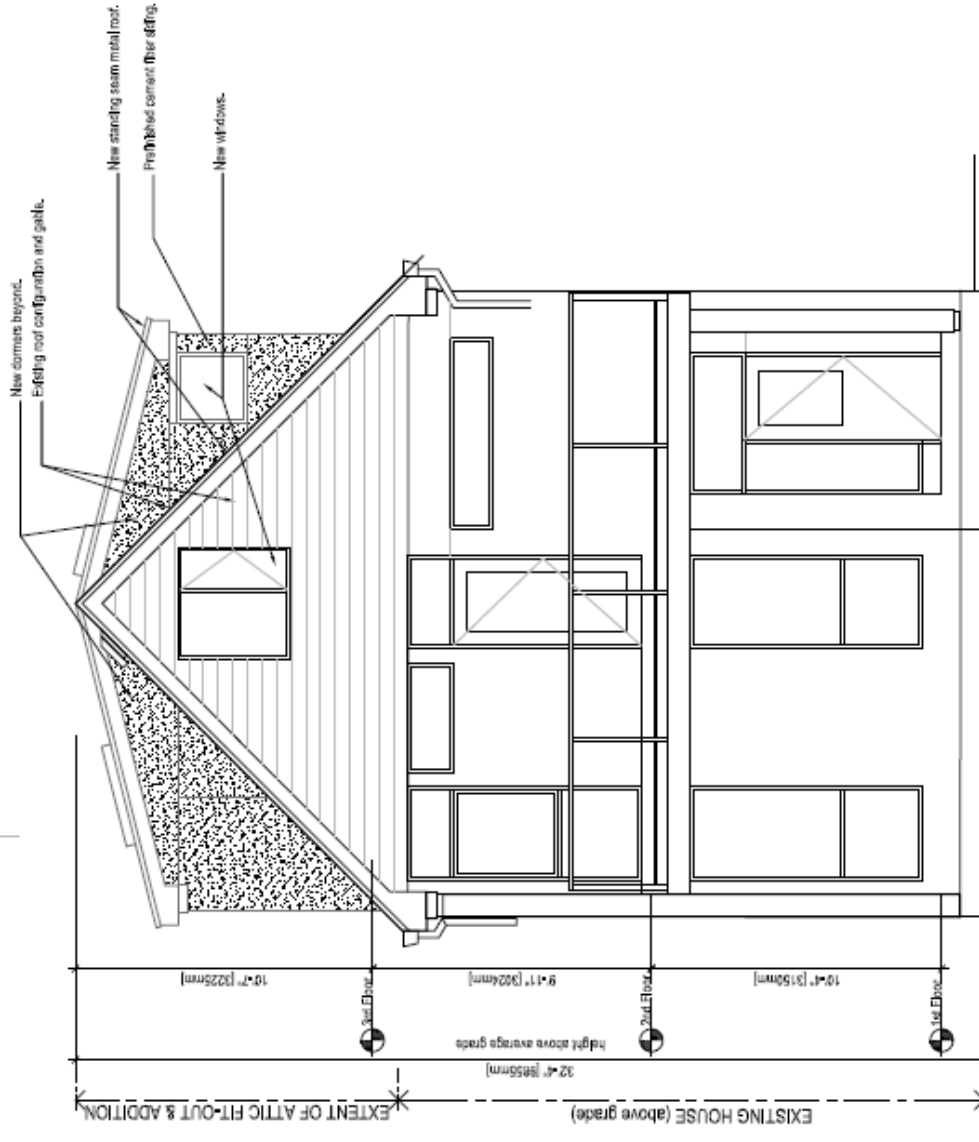 New dormers beyond.
Existing roof configuration and gable.
New standing seam metal roof.
Prefinished cement fiber siding.
New windows.
10'-7" [3225mm]
9'-11" [3024mm]
10'-4" [3150mm]
3rd Floor
2nd Floor
1st Floor
height above average grade
32'-4" [9855mm]
EXTENT OF ATTIC FIT-OUT & ADDITION
EXISTING HOUSE (above grade)